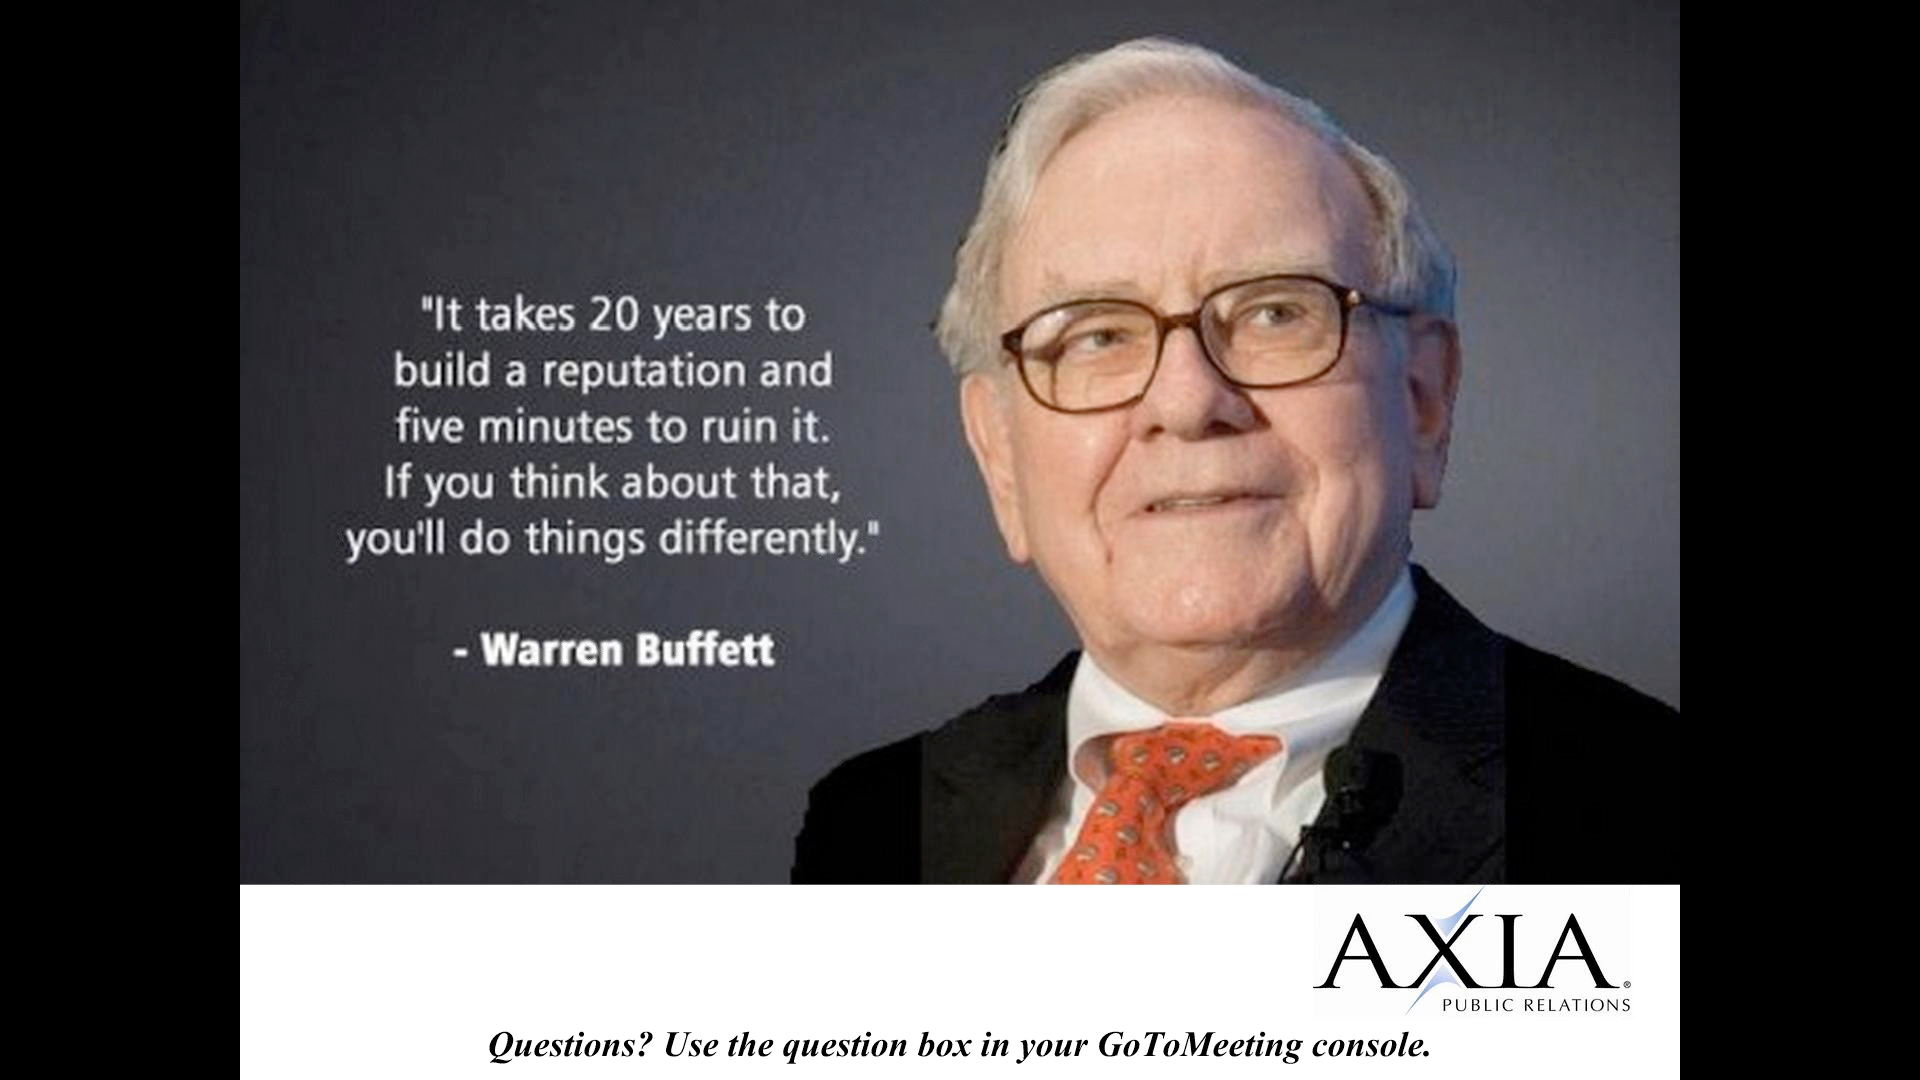 "It takes 20 years to
build a reputation and
five minutes to ruin it.
If you think about that,
you'll do things differently."
- Warren Buffett
AXIA®
PUBLIC RELATIONS
Questions? Use the question box in your GoToMeeting console.